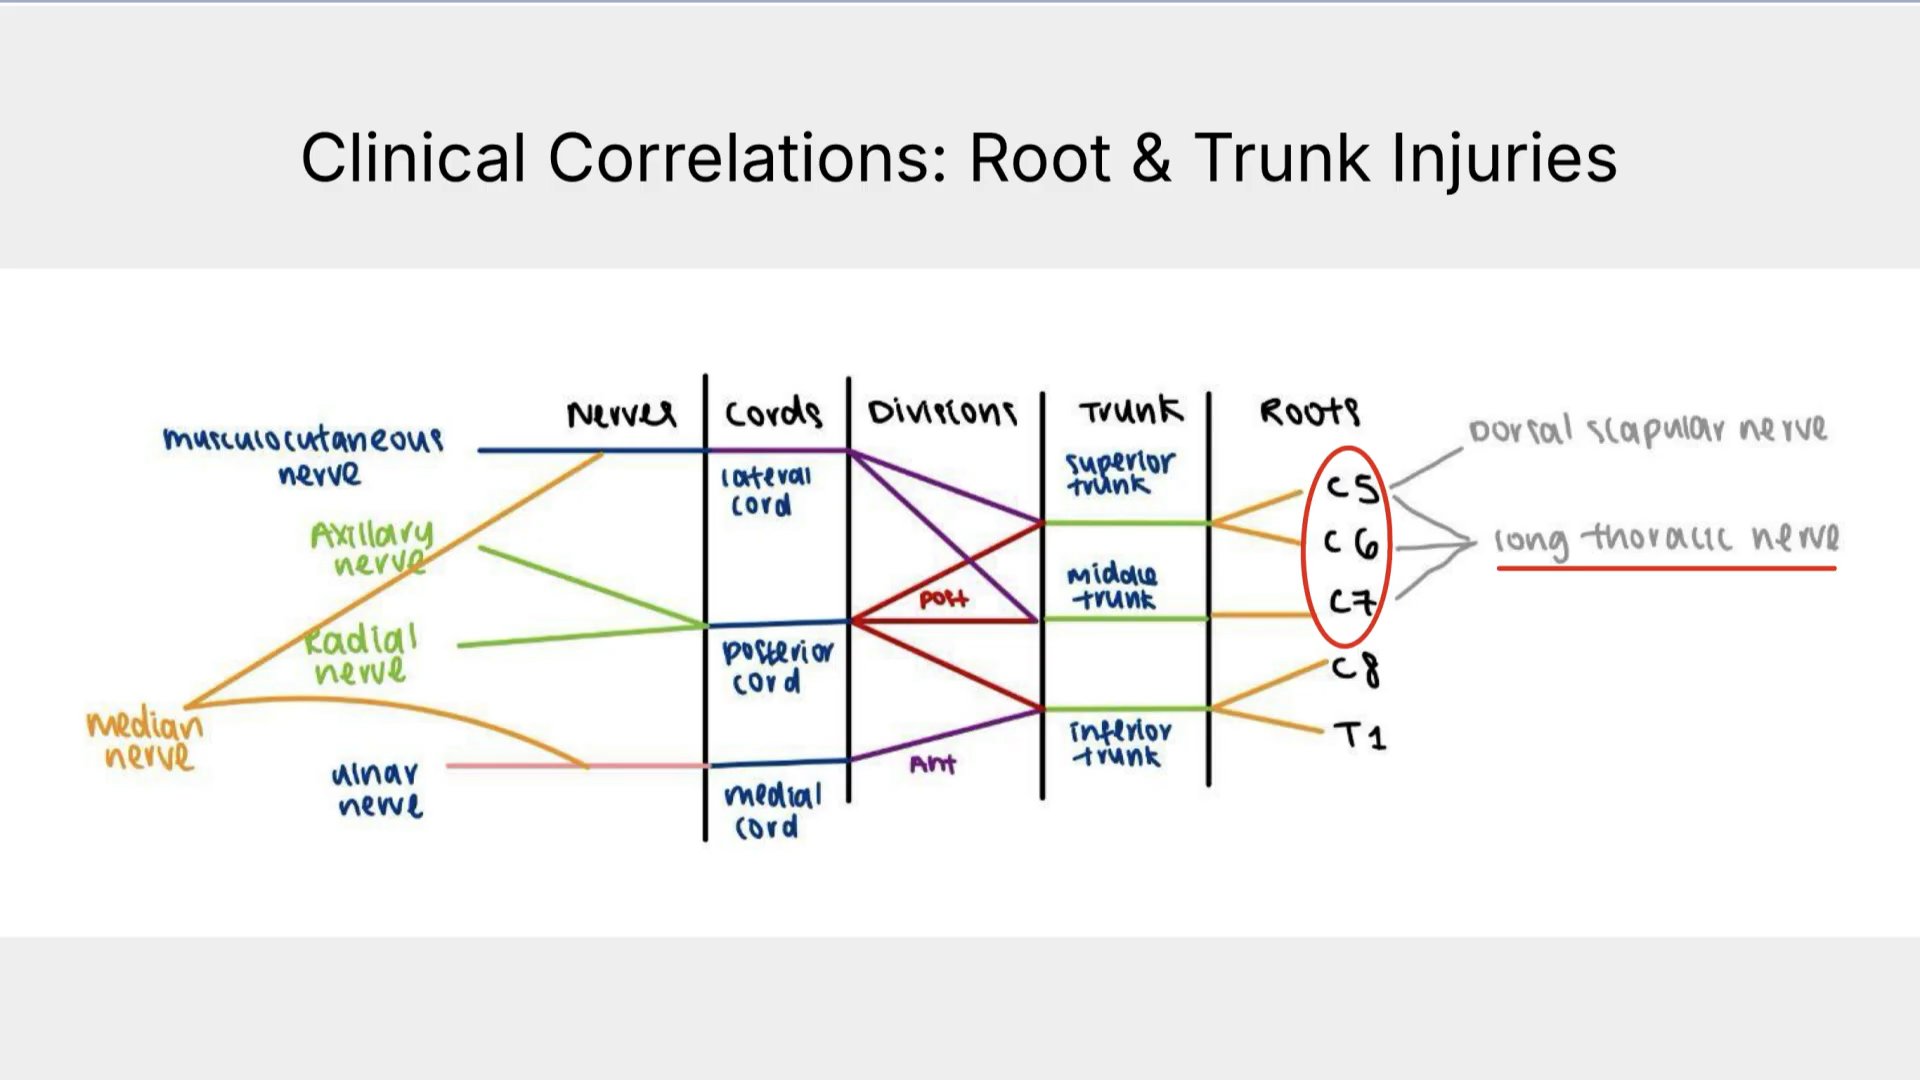 Clinical Correlations: Root & Trunk Injuries
Nerves
Cords
Divisions
Trunk
Roots
musculocutaneous
nerve
Axillary
nerve
Radial
nerve
median
nerve
ulnar
nerve
lateral
cord
posterior
cord
medial
cord
post
Ant
superior
trunk
middle
trunk
inferior
trunk
C5
C6
C7
C8
T1
Dorsal scapular nerve
long thoracic nerve